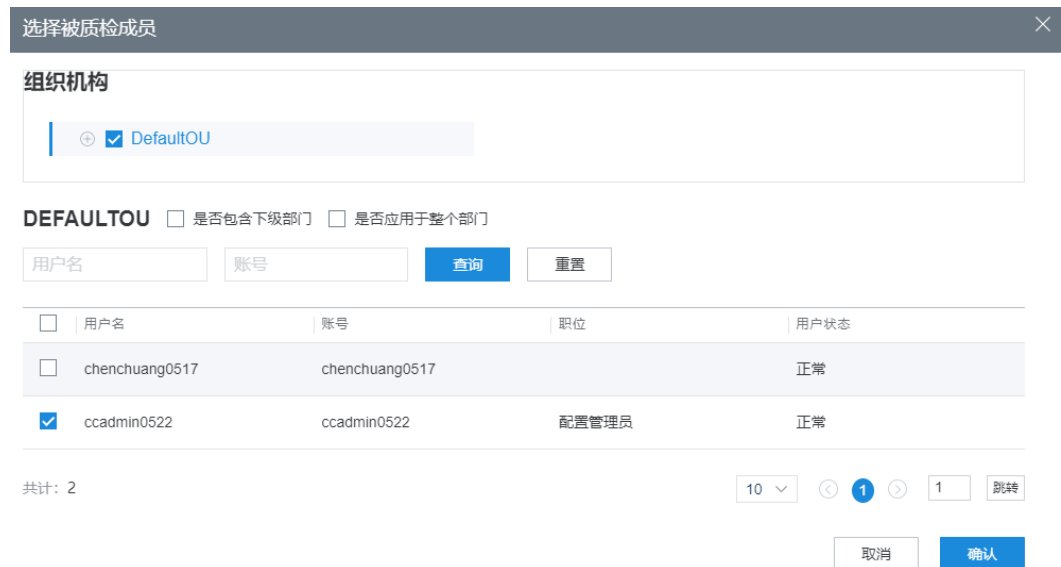 选择被质检成员
组织机构
DefaultOU
DEFAULTOU 是否包含下级部门 是否应用于整个部门
用户名 账号 查询 重置
用户名 账号 职位 用户状态
chenchuang0517 chenchuang0517 正常
ccadmin0522 ccadmin0522 配置管理员 正常
共计: 2 10 1 1 跳转
取消 确认